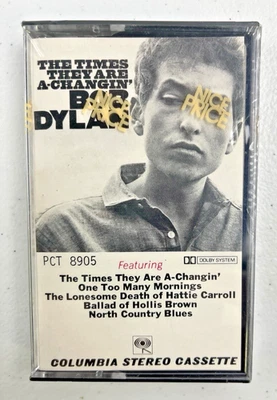 THE TIMES
THEY ARE
A-CHANGIN'
BOB
DYLAN
NICE
PRICE
NICE
PRICE
PCT 8905
Featuring
DOLBY SYSTEM
The Times They Are A-Changin'
One Too Many Mornings
The Lonesome Death of Hattie Carroll
Ballad of Hollis Brown
North Country Blues
COLUMBIA STEREO CASSETTE